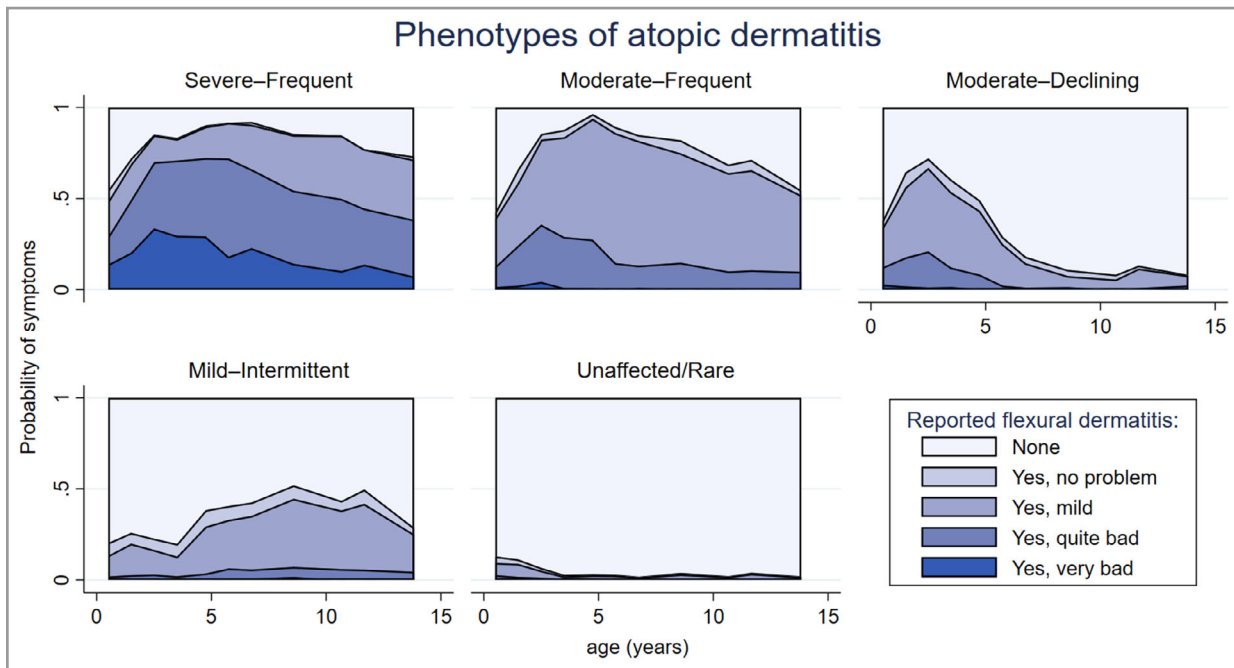 Phenotypes of atopic dermatitis
Severe–Frequent
Moderate–Frequent
Moderate–Declining
Probability of symptoms
1
.5
0
0
5
10
15
Mild–Intermittent
Unaffected/Rare
1
.5
0
0
5
10
15
0
5
10
15
age (years)
Reported flexural dermatitis:
None
Yes, no problem
Yes, mild
Yes, quite bad
Yes, very bad